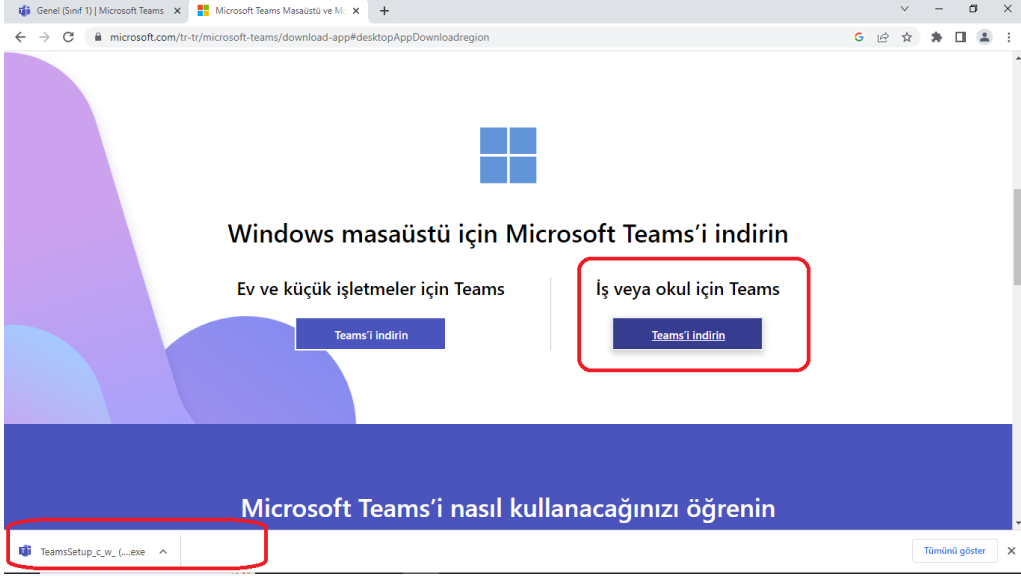 Genel (Sınıf 1) | Microsoft Teams
Microsoft Teams Masaüstü ve Mo
microsoft.com/tr-tr/microsoft-teams/download-app#desktopAppDownloadregion
Windows masaüstü için Microsoft Teams'i indirin
Ev ve küçük işletmeler için Teams
Teams'i indirin
İş veya okul için Teams
Teams'i indirin
Microsoft Teams'i nasıl kullanacağınızı öğrenin
TeamsSetup_c_w_ (....exe
Tümünü göster